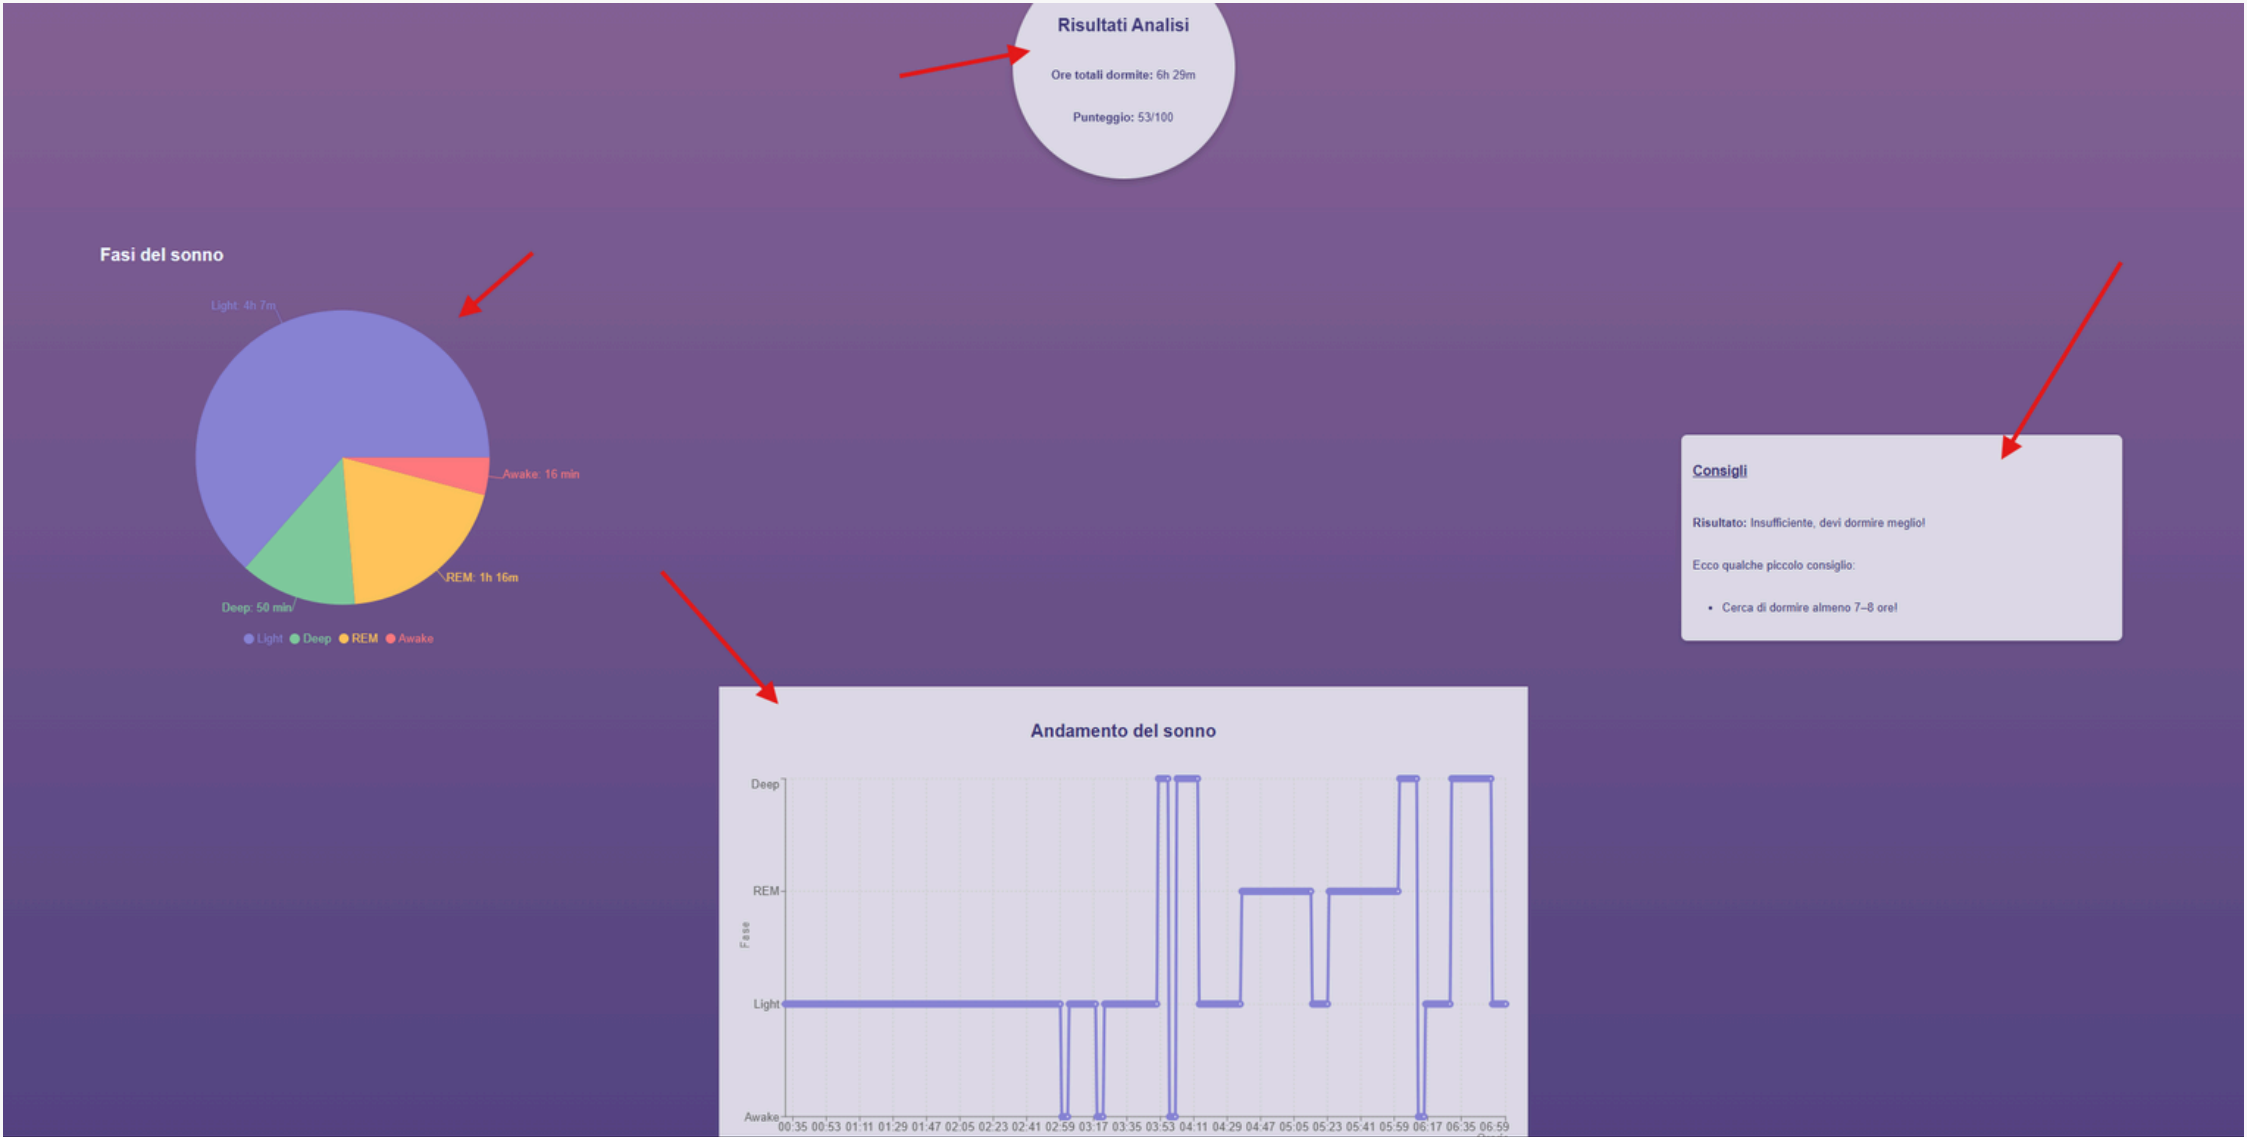 Risultati Analisi
Ore totali dormite: 6h 29m
Punteggio: 53/100
Fasi del sonno
Light: 4h 7m
Awake: 16 min
REM: 1h 16m
Deep: 50 min
Light Deep REM Awake
Consigli
Risultato: Insufficiente, devi dormire meglio!
Ecco qualche piccolo consiglio:
• Cerca di dormire almeno 7–8 ore!
Andamento del sonno
Deep
REM
Fase
Light
Awake
00:35 00:53 01:11 01:29 01:47 02:05 02:23 02:41 02:59 03:17 03:35 03:53 04:11 04:29 04:47 05:05 05:23 05:41 05:59 06:17 06:35 06:59